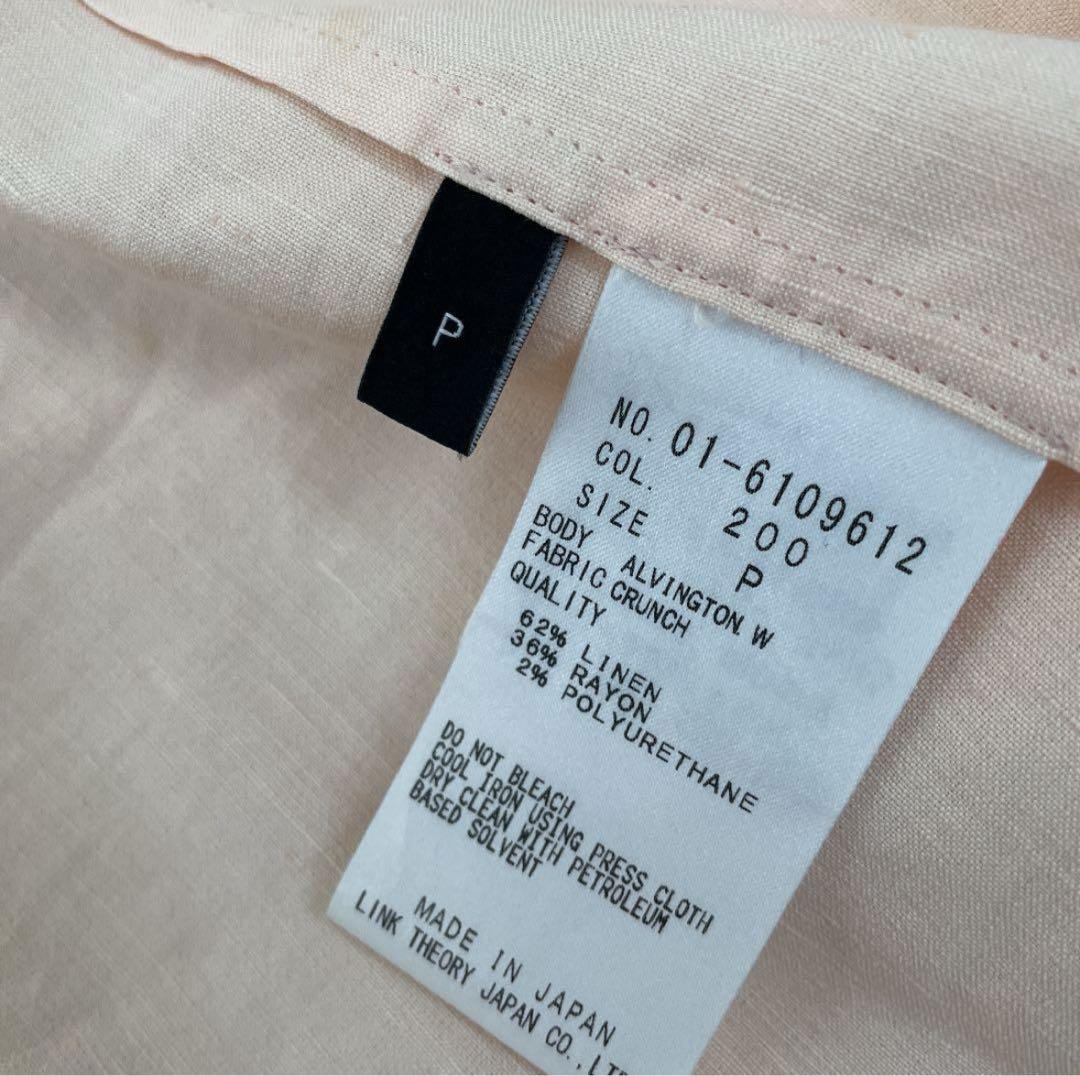 P
NO. 01-6109612
COL. 200
SIZE P
BODY ALVINGTON.W
FABRIC CRUNCH
QUALITY
62% LINEN
36% RAYON
2% POLYURETHANE
DO NOT BLEACH
COOL IRON USING PRESS CLOTH
DRY CLEAN WITH PETROLEUM
BASED SOLVENT
MADE IN JAPAN
LINK THEORY JAPAN CO.,